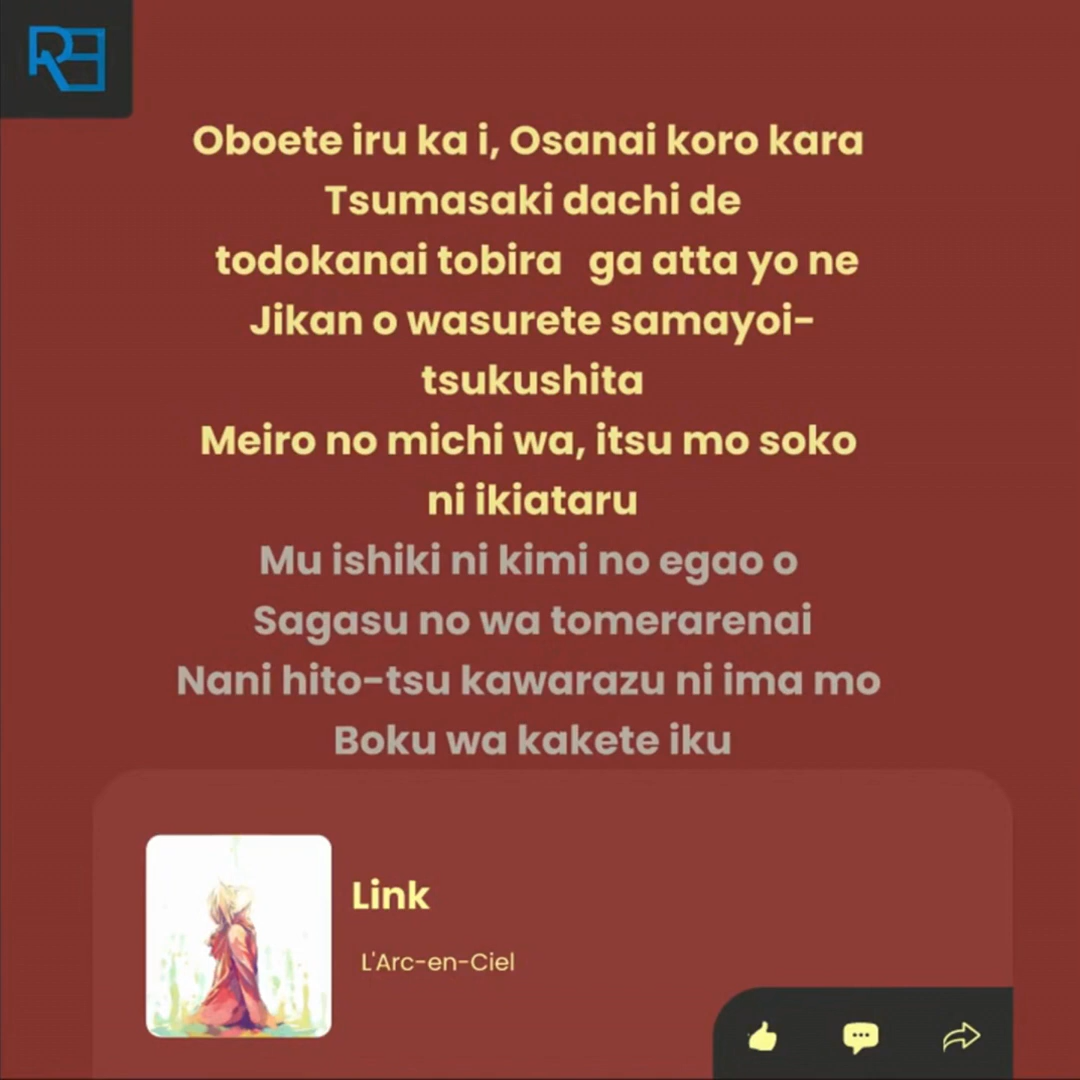 RE
Oboete iru ka i, Osanai koro kara
Tsumasaki dachi de
todokanai tobira ga atta yo ne
Jikan o wasurete samayoi-
tsukushita
Meiro no michi wa, itsu mo soko
ni ikiataru
Mu ishiki ni kimi no egao o
Sagasu no wa tomerarenai
Nani hito-tsu kawarazu ni ima mo
Boku wa kakete iku
Link
L'Arc-en-Ciel